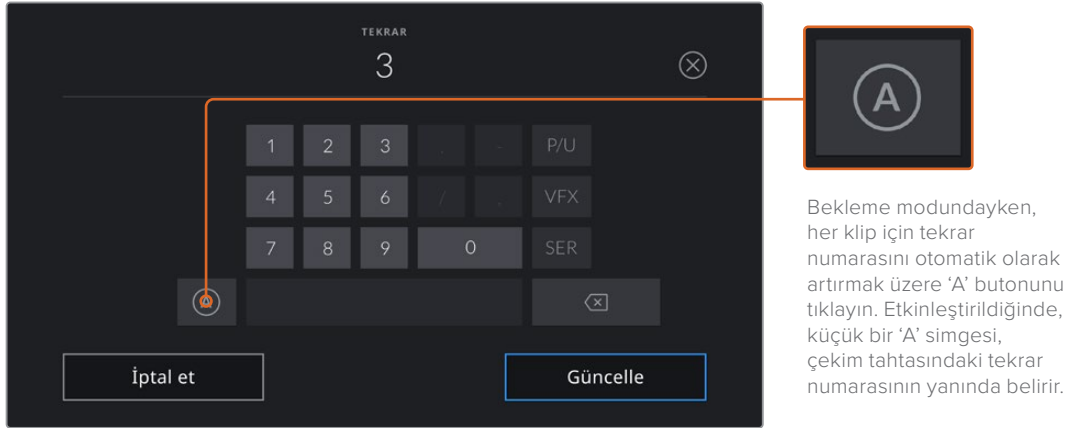 TEKRAR
3
1 2 3 . - P/U
4 5 6 / , VFX
7 8 9 0 SER
A
İptal et
Güncelle
A
Bekleme modundayken,
her klip için tekrar
numarasını otomatik olarak
artırmak üzere ‘A’ butonunu
tıklayın. Etkinleştirildiğinde,
küçük bir ‘A’ simgesi,
çekim tahtasındaki tekrar
numarasının yanında belirir.